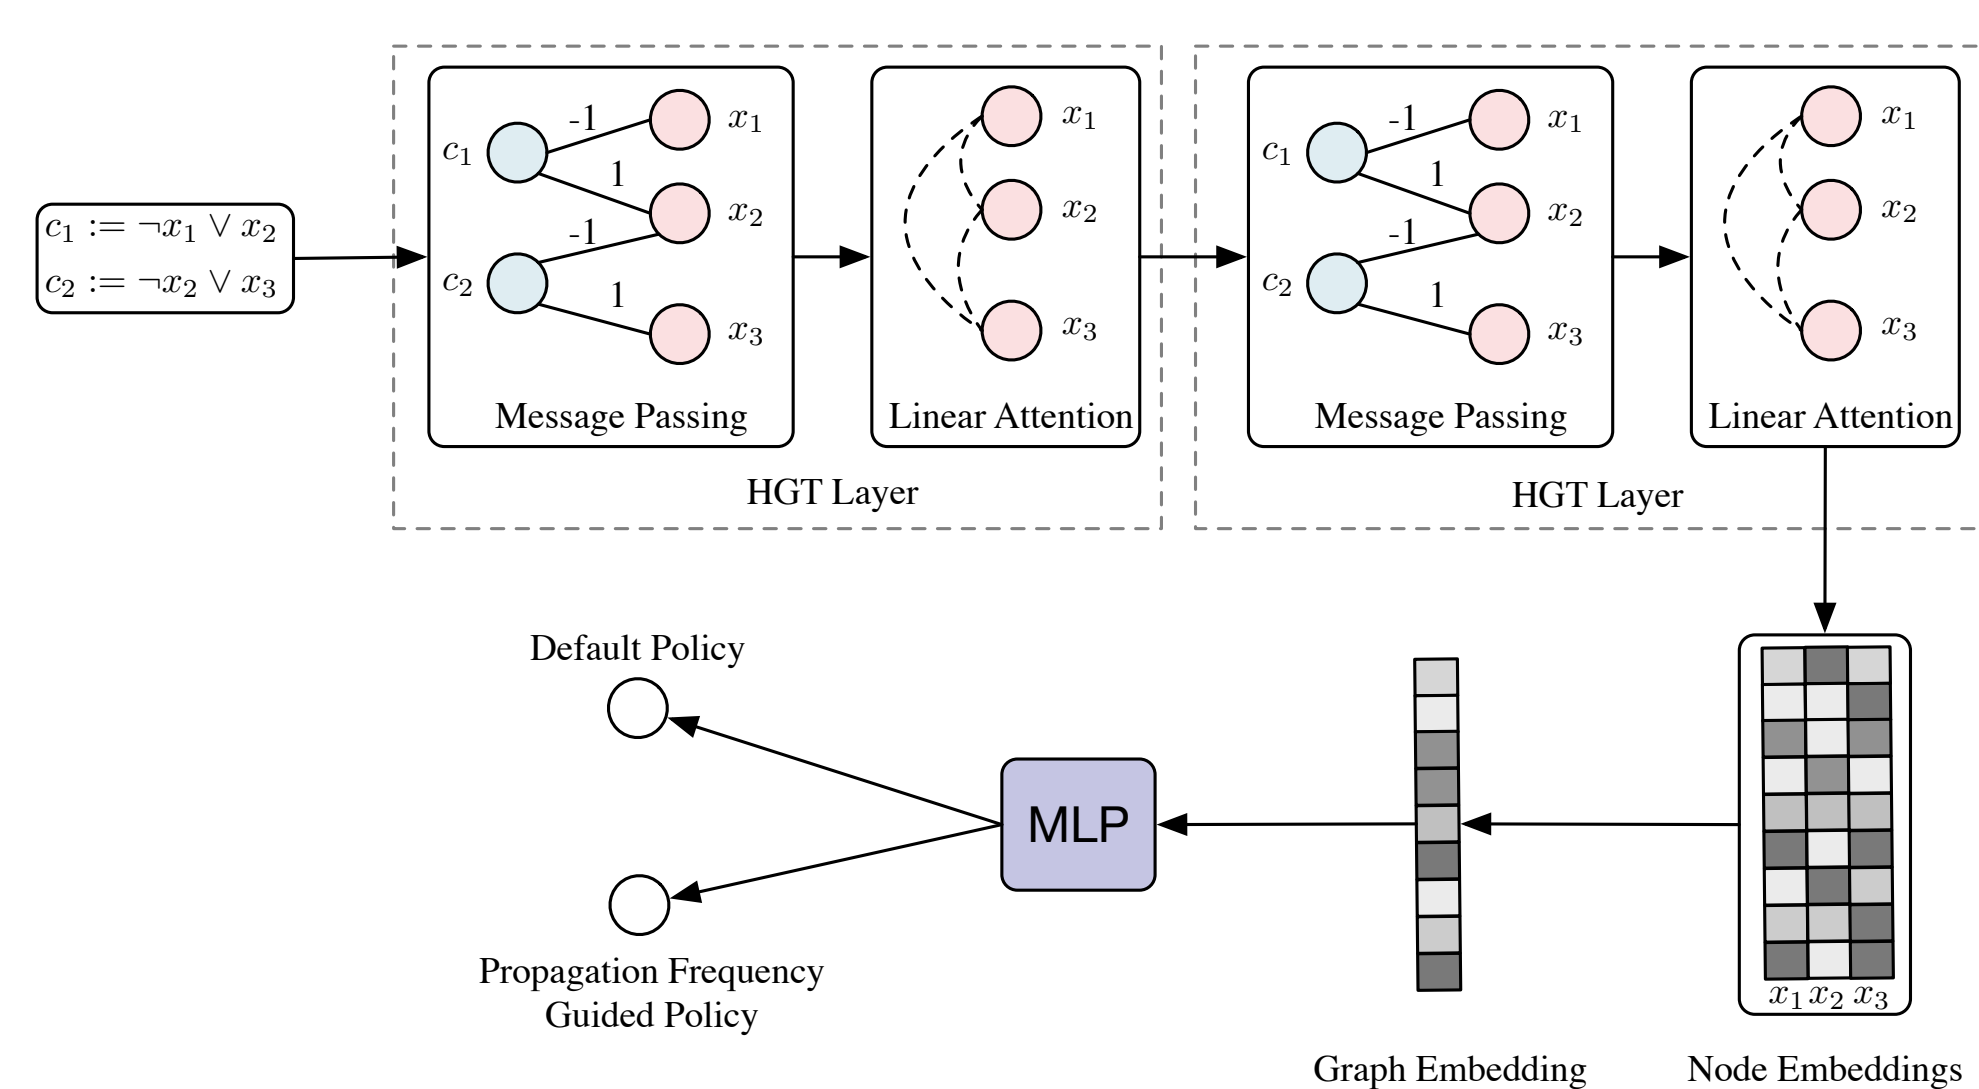 c₁ := ¬x₁ ∨ x₂
c₂ := ¬x₂ ∨ x₃
c₁
-1
x₁
1
x₂
-1
c₂
1
x₃
Message Passing
x₁
x₂
x₃
Linear Attention
HGT Layer
c₁
-1
x₁
1
x₂
-1
c₂
1
x₃
Message Passing
x₁
x₂
x₃
Linear Attention
HGT Layer
Default Policy
MLP
Propagation Frequency
Guided Policy
x₁ x₂ x₃
Graph Embedding
Node Embeddings